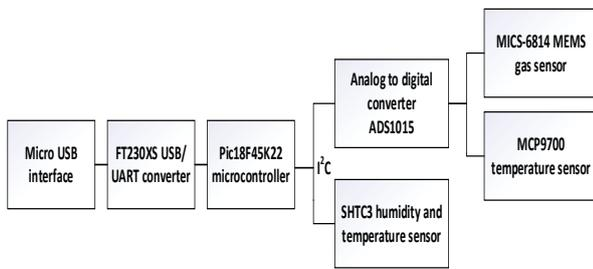 Micro USB
interface
FT230XS USB/
UART converter
Pic18F45K22
microcontroller
I²C
Analog to digital
converter
ADS1015
SHTC3 humidity and
temperature sensor
MICS-6814 MEMS
gas sensor
MCP9700
temperature sensor